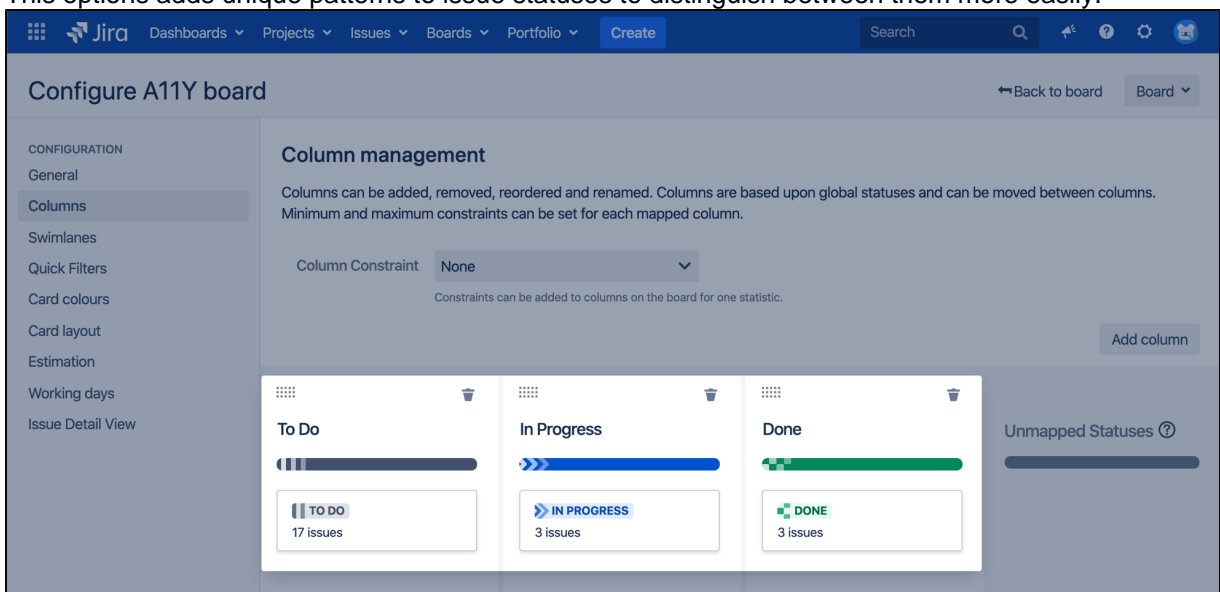 This options adds unique patterns to issue statuses to distinguish between them more easily.
Jira Dashboards Projects Issues Boards Portfolio Create Search
Configure A11Y board
Back to board Board
CONFIGURATION
General
Columns
Swimlanes
Quick Filters
Card colours
Card layout
Estimation
Working days
Issue Detail View
Column management
Columns can be added, removed, reordered and renamed. Columns are based upon global statuses and can be moved between columns.
Minimum and maximum constraints can be set for each mapped column.
Column Constraint None
Constraints can be added to columns on the board for one statistic.
Add column
To Do
TO DO
17 issues
In Progress
IN PROGRESS
3 issues
Done
DONE
3 issues
Unmapped Statuses